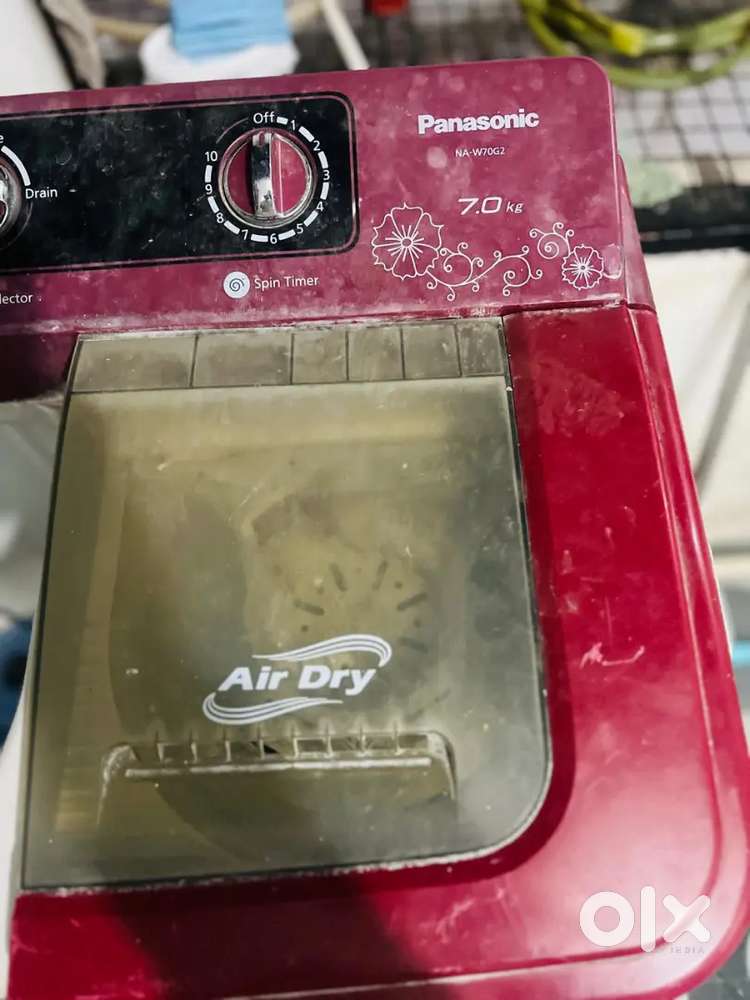 Off
1
2
3
4
5
6
7
8
9
10
Drain
Spin Timer
Panasonic
NA-W70G2
7.0 kg
Air Dry
olx
INDIA